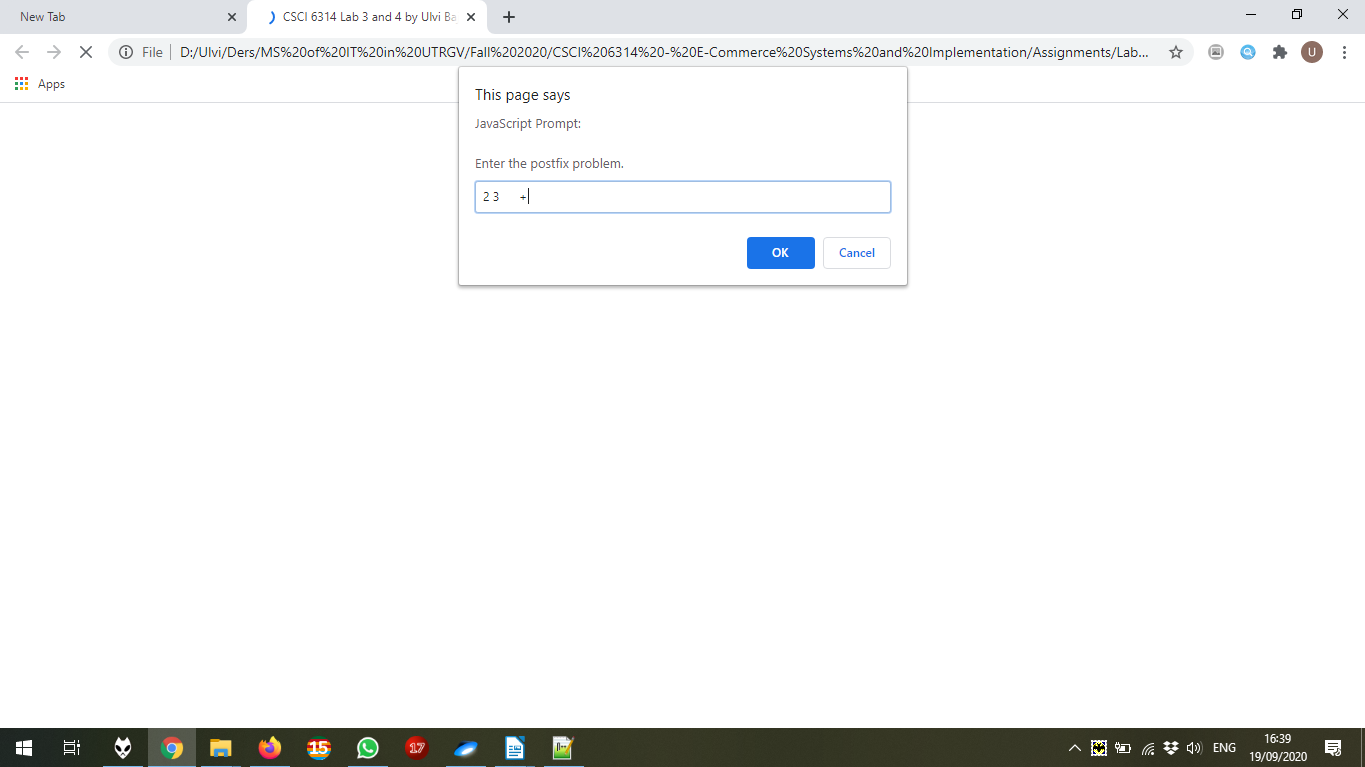 New Tab
CSCI 6314 Lab 3 and 4 by Ulvi Ba
File
D:/Ulvi/Ders/MS%20of%20IT%20in%20UTRGV/Fall%202020/CSCI%206314%20-%20E-Commerce%20Systems%20and%20Implementation/Assignments/Lab...
U
Apps
This page says
JavaScript Prompt:
Enter the postfix problem.
2 3      +
OK
Cancel
15
17
ENG
16:39
19/09/2020